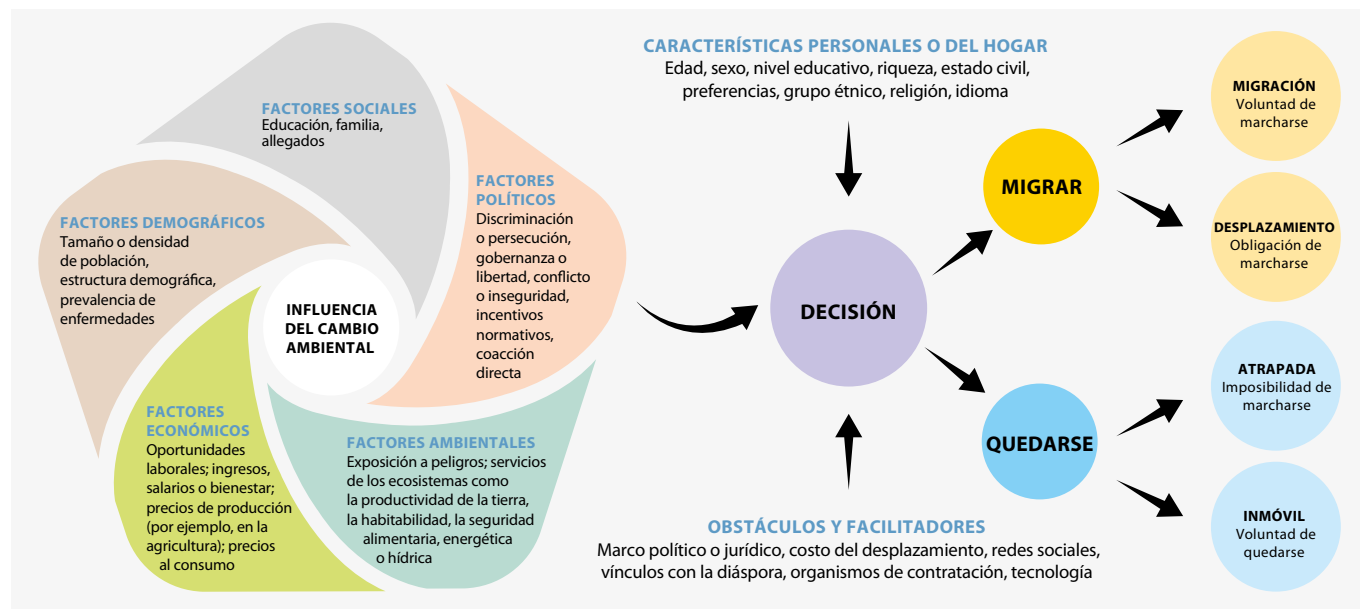 FACTORES SOCIALES
Educación, familia,
allegados
FACTORES DEMOGRÁFICOS
Tamaño o densidad
de población,
estructura demográfica,
prevalencia de
enfermedades
FACTORES
POLÍTICOS
Discriminación
o persecución,
gobernanza o
libertad, conflicto
o inseguridad,
incentivos
normativos,
coacción
directa
INFLUENCIA
DEL CAMBIO
AMBIENTAL
FACTORES
ECONÓMICOS
Oportunidades
laborales; ingresos,
salarios o bienestar;
precios de producción
(por ejemplo, en la
agricultura); precios
al consumo
FACTORES AMBIENTALES
Exposición a peligros; servicios
de los ecosistemas como
la productividad de la tierra,
la habitabilidad, la seguridad
alimentaria, energética
o hídrica
CARACTERÍSTICAS PERSONALES O DEL HOGAR
Edad, sexo, nivel educativo, riqueza, estado civil,
preferencias, grupo étnico, religión, idioma
DECISIÓN
OBSTÁCULOS Y FACILITADORES
Marco político o jurídico, costo del desplazamiento, redes sociales,
vínculos con la diáspora, organismos de contratación, tecnología
MIGRAR
QUEDARSE
MIGRACIÓN
Voluntad de
marcharse
DESPLAZAMIENTO
Obligación de
marcharse
ATRAPADA
Imposibilidad de
marcharse
INMÓVIL
Voluntad de
quedarse